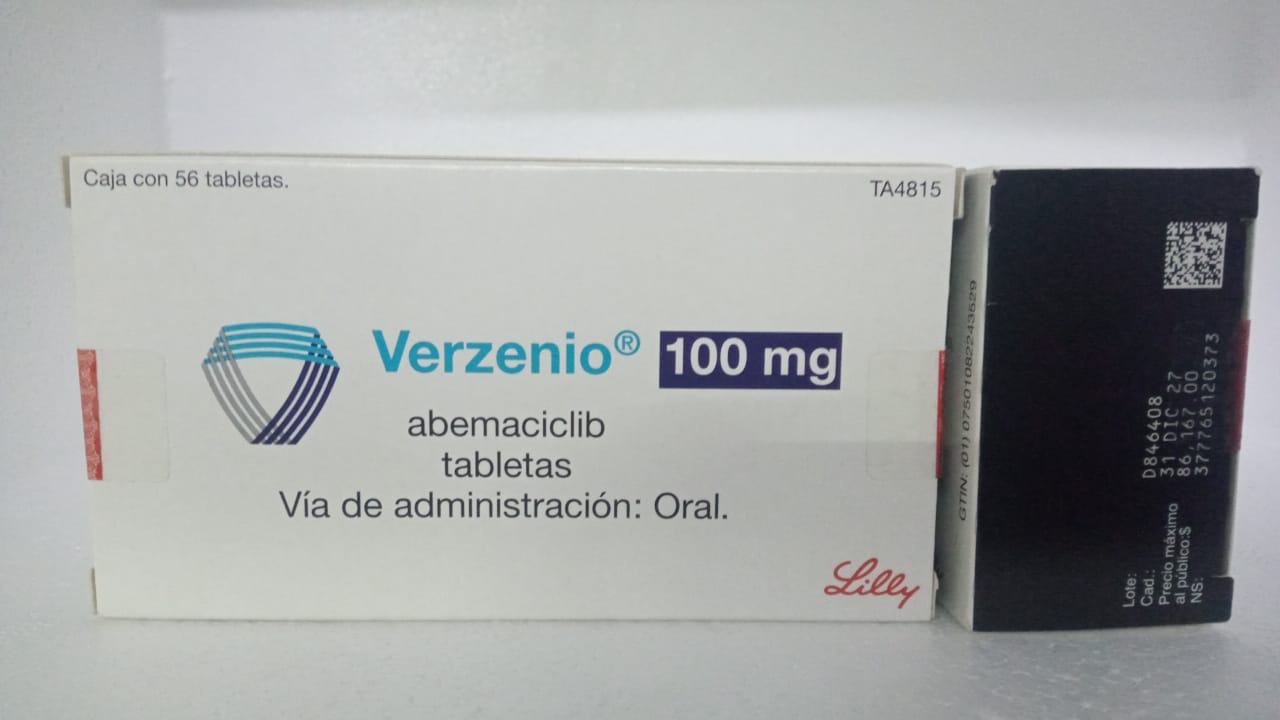 Caja con 56 tabletas.
TA4815
Verzenio® 100 mg
abemaciclib
tabletas
Vía de administración: Oral.
Lilly
GTIN: (01) 07501082243529
Lote: D846408
Cad.: 31 DIC 27
Precio máximo
al público:$ 86,167.00
NS: 377765120373